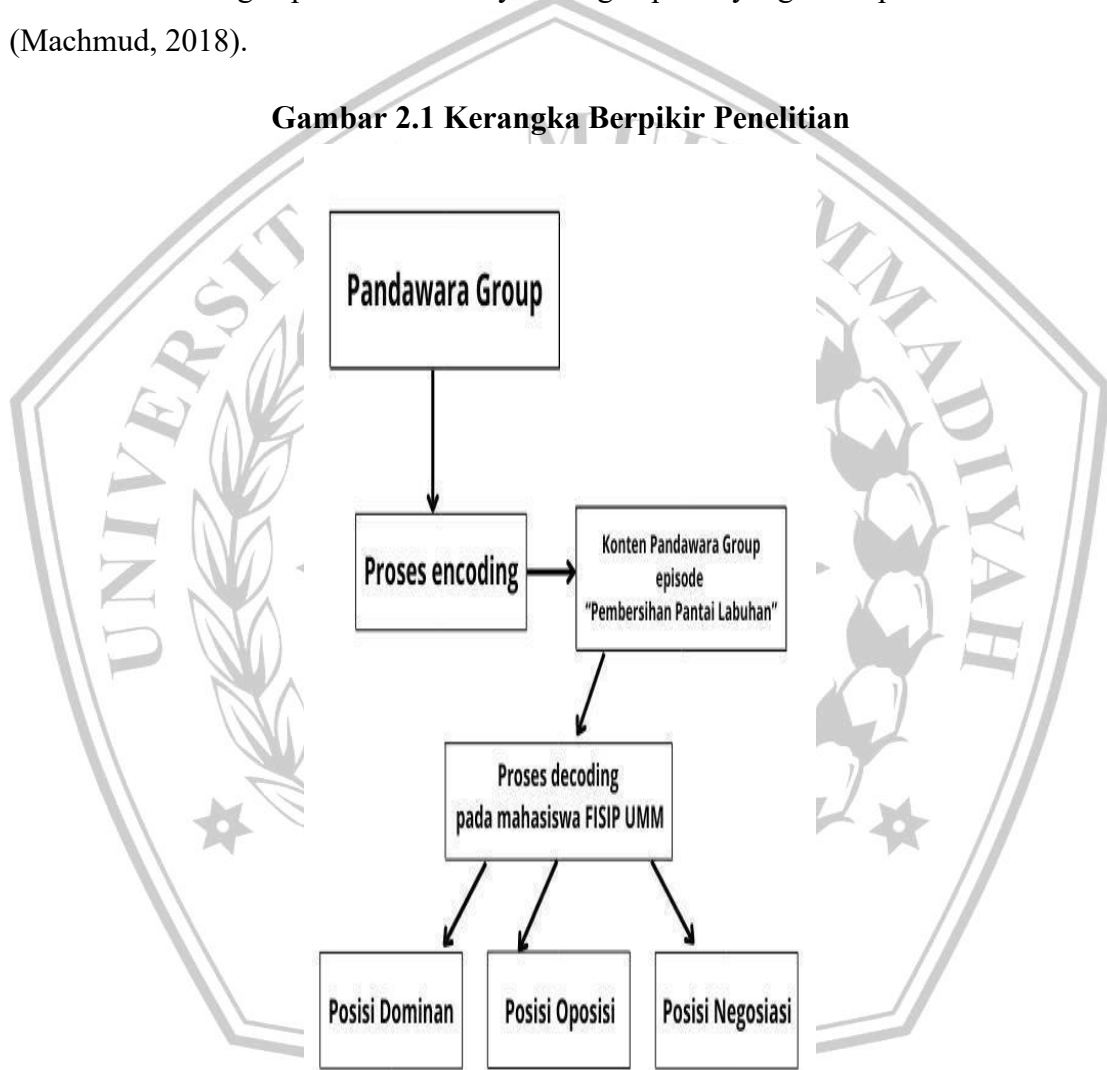 (Machmud, 2018).
Gambar 2.1 Kerangka Berpikir Penelitian
Pandawara Group
Proses encoding
Konten Pandawara Group
episode
“Pembersihan Pantai Labuhan”
Proses decoding
pada mahasiswa FISIP UMM
Posisi Dominan
Posisi Oposisi
Posisi Negosiasi